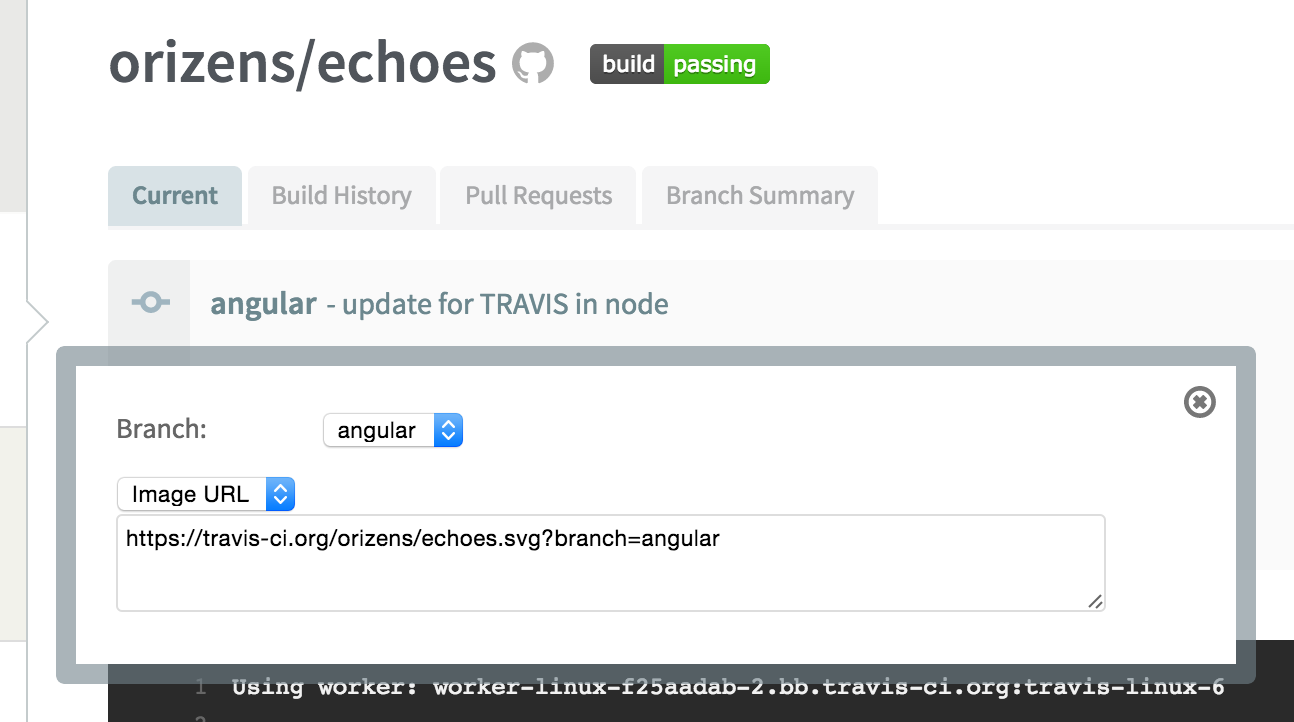 orizens/echoes build passing
Current Build History Pull Requests Branch Summary
angular - update for TRAVIS in node
Branch: angular
Image URL
https://travis-ci.org/orizens/echoes.svg?branch=angular
1 Using worker: worker-linux-f25aadab-2.bb.travis-ci.org:travis-linux-6